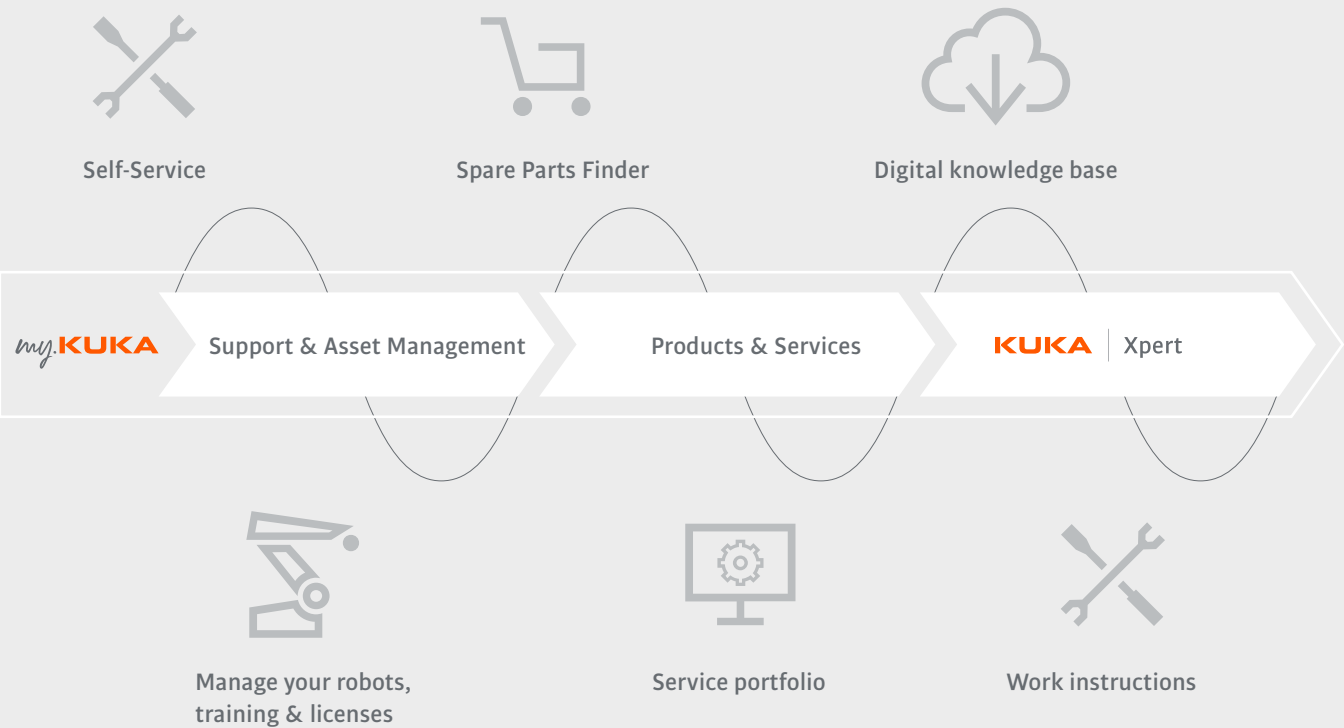 Self-Service
Spare Parts Finder
Digital knowledge base
my.KUKA
Support & Asset Management
Products & Services
KUKA | Xpert
Manage your robots,
training & licenses
Service portfolio
Work instructions